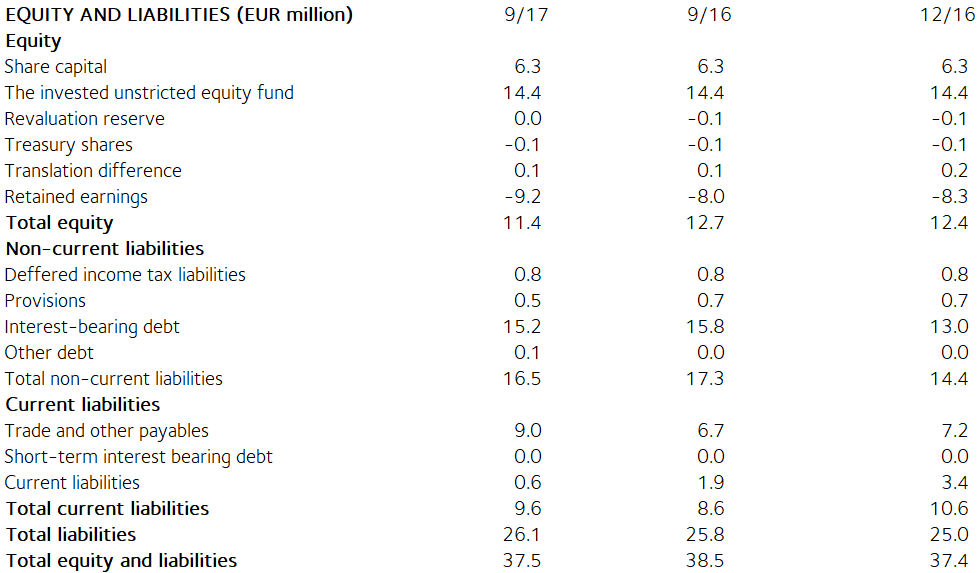 EQUITY AND LIABILITIES (EUR million) 9/17 9/16 12/16
Equity
Share capital 6.3 6.3 6.3
The invested unstricted equity fund 14.4 14.4 14.4
Revaluation reserve 0.0 -0.1 -0.1
Treasury shares -0.1 -0.1 -0.1
Translation difference 0.1 0.1 0.2
Retained earnings -9.2 -8.0 -8.3
Total equity 11.4 12.7 12.4
Non-current liabilities
Deffered income tax liabilities 0.8 0.8 0.8
Provisions 0.5 0.7 0.7
Interest-bearing debt 15.2 15.8 13.0
Other debt 0.1 0.0 0.0
Total non-current liabilities 16.5 17.3 14.4
Current liabilities
Trade and other payables 9.0 6.7 7.2
Short-term interest bearing debt 0.0 0.0 0.0
Current liabilities 0.6 1.9 3.4
Total current liabilities 9.6 8.6 10.6
Total liabilities 26.1 25.8 25.0
Total equity and liabilities 37.5 38.5 37.4